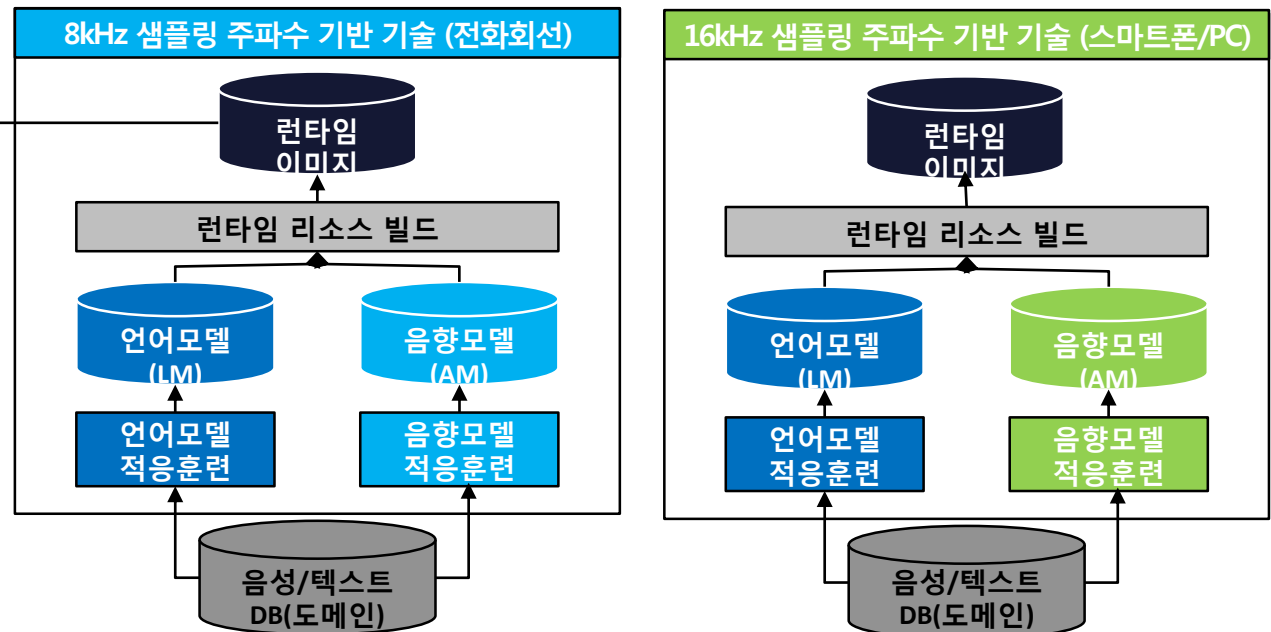 8kHz 샘플링 주파수 기반 기술 (전화회선)
런타임
이미지
런타임 리소스 빌드
언어모델
(LM)
음향모델
(AM)
언어모델
적응훈련
음향모델
적응훈련
음성/텍스트
DB(도메인)
16kHz 샘플링 주파수 기반 기술 (스마트폰/PC)
런타임
이미지
런타임 리소스 빌드
언어모델
(LM)
음향모델
(AM)
언어모델
적응훈련
음향모델
적응훈련
음성/텍스트
DB(도메인)